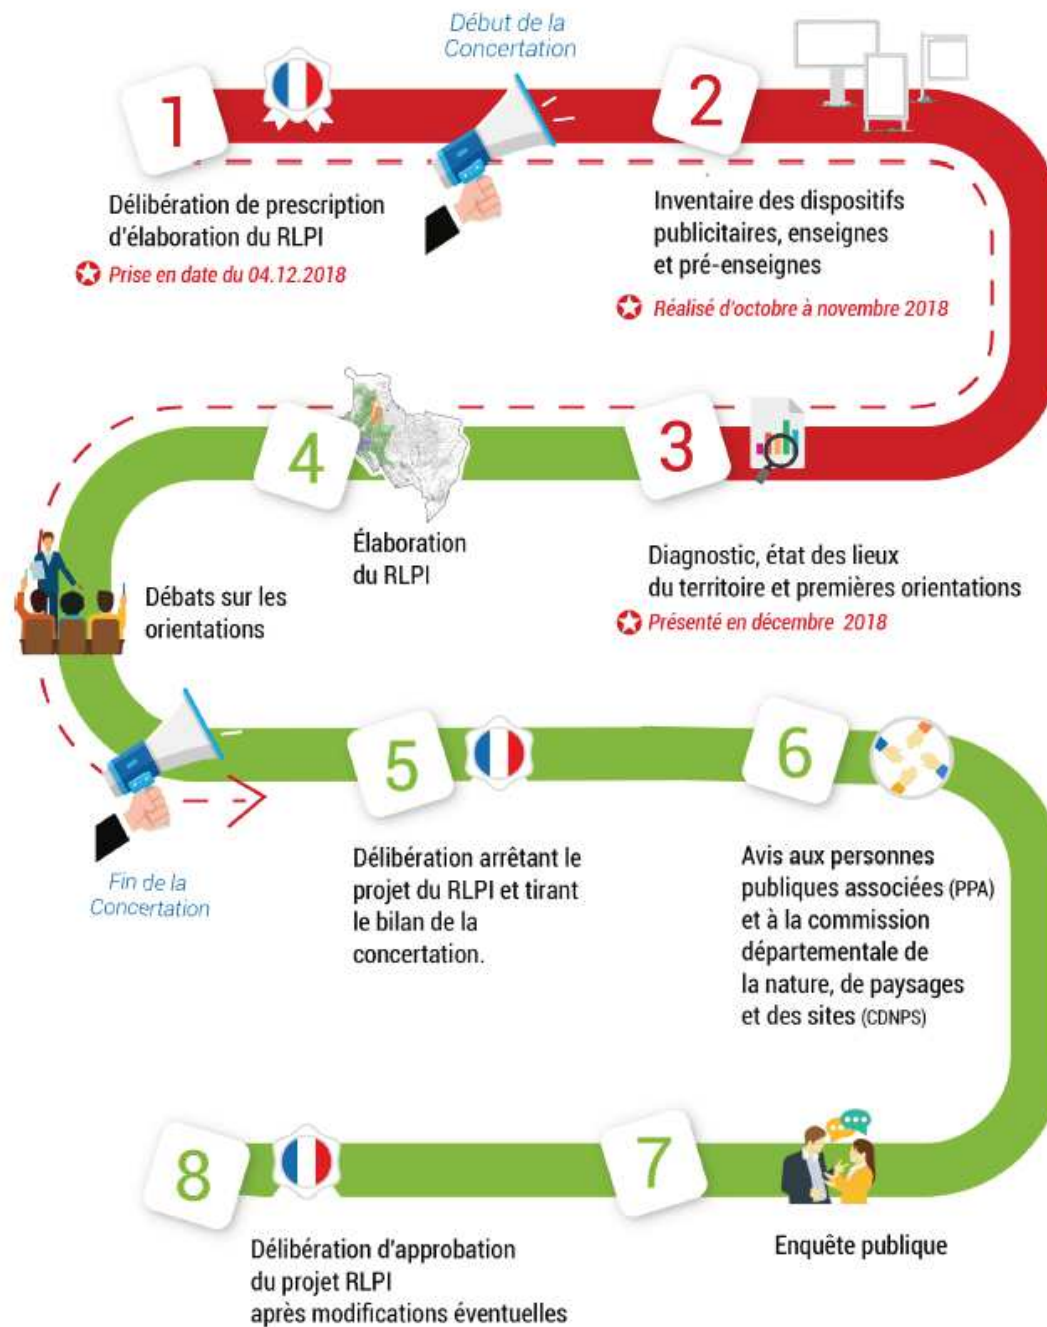 Début de la
Concertation
1
2
Délibération de prescription
d'élaboration du RLPI
Prise en date du 04.12.2018
Inventaire des dispositifs
publicitaires, enseignes
et pré-enseignes
Réalisé d'octobre à novembre 2018
3
Diagnostic, état des lieux
du territoire et premières orientations
Présenté en décembre 2018
4
Élaboration
du RLPI
Débats sur les
orientations
Fin de la
Concertation
5
Délibération arrêtant le
projet du RLPI et tirant
le bilan de la
concertation.
6
Avis aux personnes
publiques associées (PPA)
et à la commission
départementale de
la nature, de paysages
et des sites (CDNPS)
7
Enquête publique
8
Délibération d'approbation
du projet RLPI
après modifications éventuelles